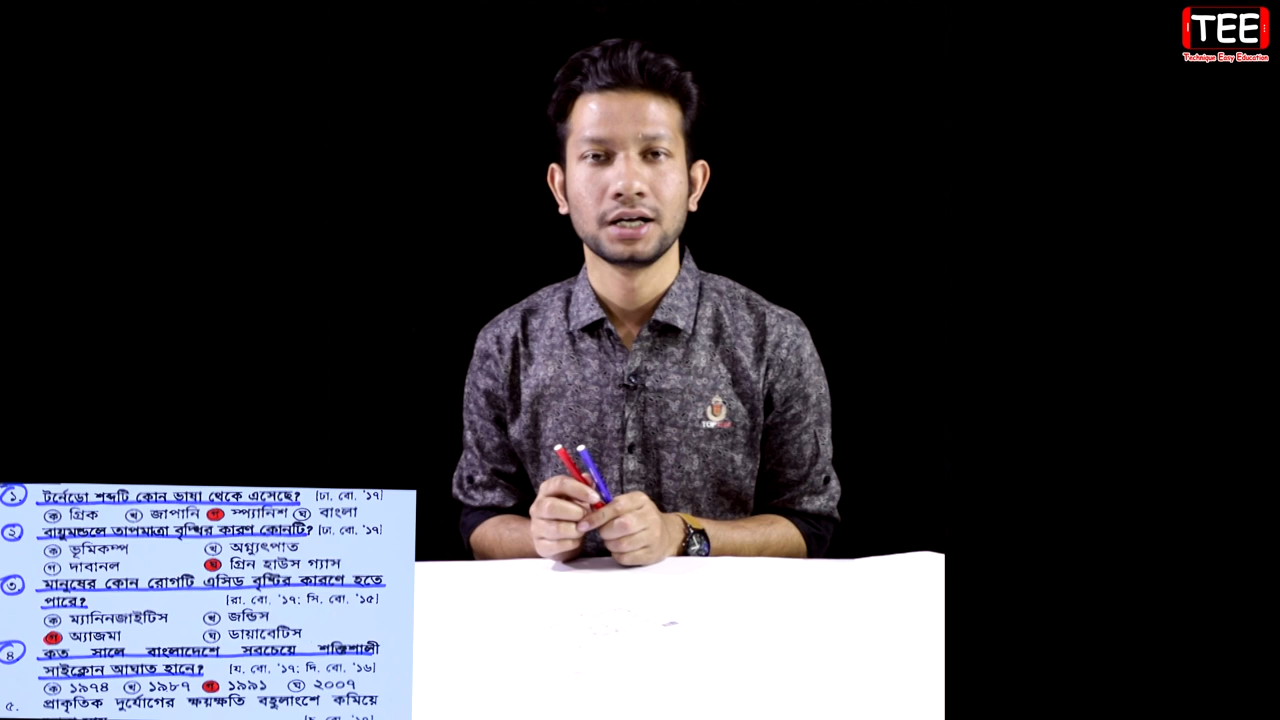 TEE
Technique Easy Education
TOP
১. টর্নেডো শব্দটি কোন ভাষা থেকে এসেছে? [ঢা. বো. '১৭]
ক গ্রিক খ জাপানি গ স্প্যানিশ ঘ বাংলা
২. বায়ুমন্ডলে তাপমাত্রা বৃদ্ধির কারণ কোনটি? [ঢা. বো. '১৭]
ক ভূমিকম্প খ অগ্ন্যুৎপাত
গ দাবানল ঘ গ্রিন হাউস গ্যাস
৩. মানুষের কোন রোগটি এসিড বৃষ্টির কারণে হতে
পারে? [রা. বো. '১৭; সি. বো. '১৫]
ক ম্যানিনজাইটিস খ জন্ডিস
গ অ্যাজমা ঘ ডায়াবেটিস
৪. কত সালে বাংলাদেশে সবচেয়ে শক্তিশালী
সাইক্লোন আঘাত হানে? [য. বো. '১৭; দি. বো. '১৬]
ক ১৯৭৪ খ ১৯৮৭ গ ১৯৯১ ঘ ২০০৭
৫. প্রাকৃতিক দুর্যোগের ক্ষয়ক্ষতি বহুলাংশে কমিয়ে